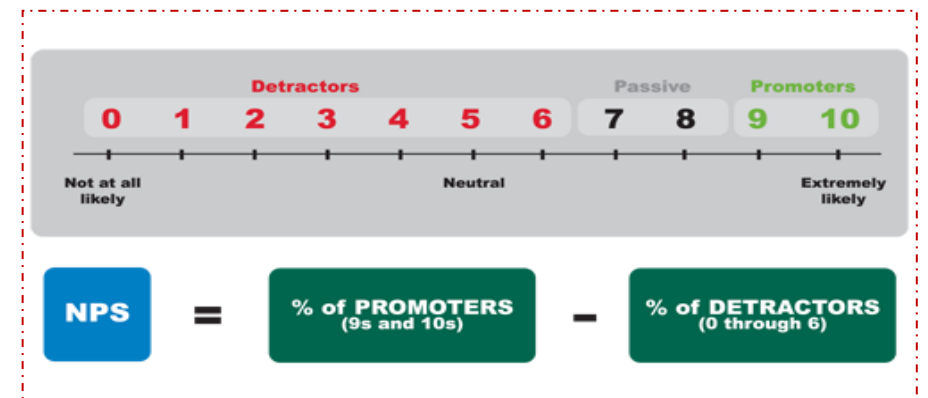 Detractors Passive Promoters
0 1 2 3 4 5 6 7 8 9 10
Not at all Neutral Extremely
likely likely
NPS = % of PROMOTERS - % of DETRACTORS
(9s and 10s) (0 through 6)